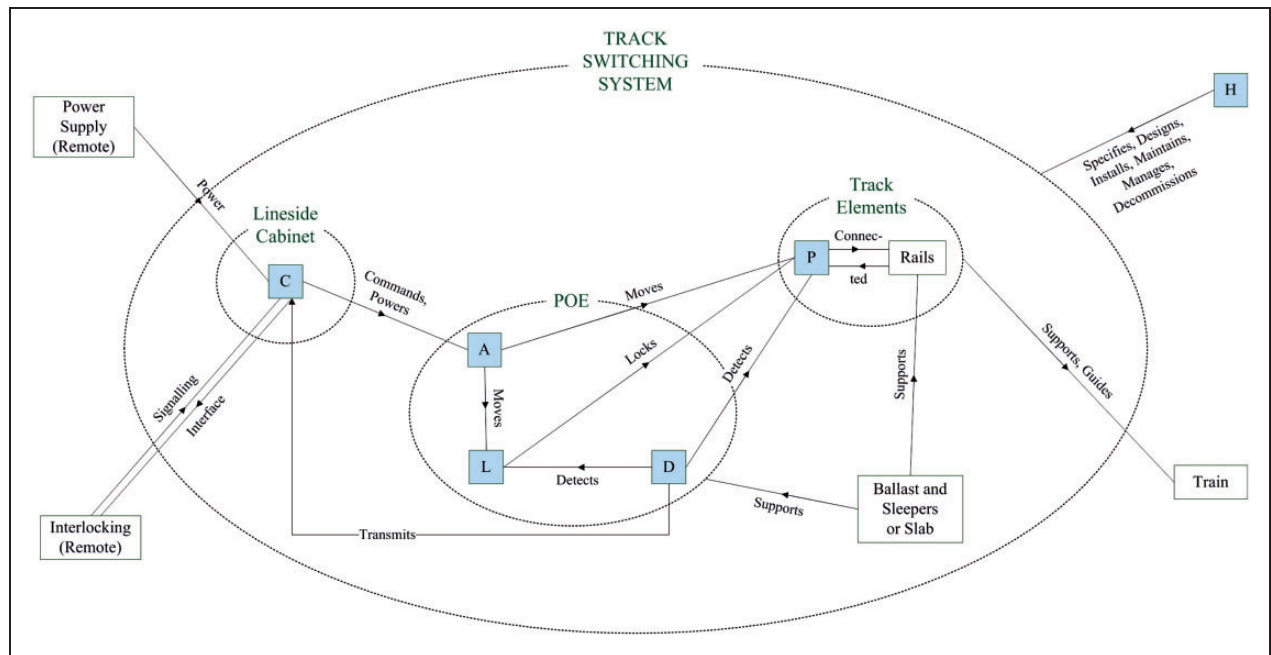 TRACK
SWITCHING
SYSTEM
Power
Supply
(Remote)
H
Specifies, Designs,
Installs, Maintains,
Manages,
Decommissions
Power
Lineside
Cabinet
Track
Elements
C
Commands,
Powers
P
Connec-
ted
Rails
POE
Moves
A
Locks
Detects
Supports
Supports, Guides
Moves
Signalling
Interface
L
Detects
D
Supports
Ballast and
Sleepers
or Slab
Train
Interlocking
(Remote)
Transmits